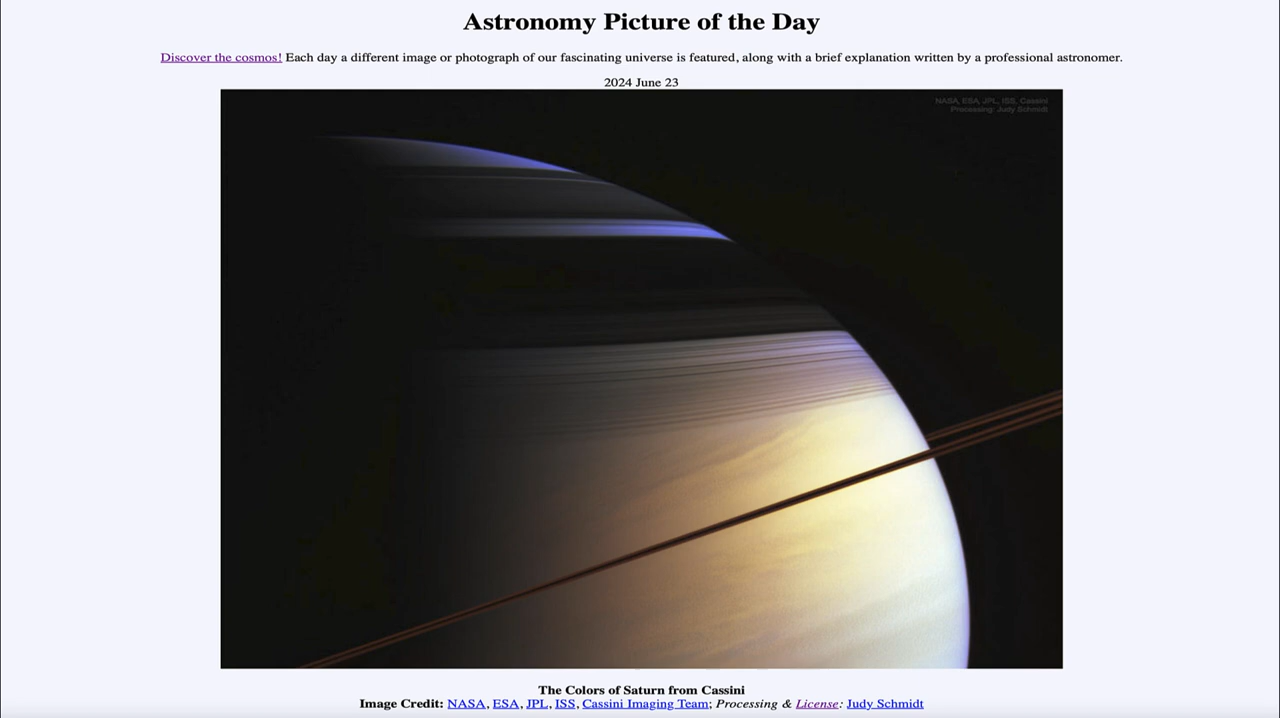 Astronomy Picture of the Day
Discover the cosmos! Each day a different image or photograph of our fascinating universe is featured, along with a brief explanation written by a professional astronomer.
2024 June 23
NASA, ESA, JPL, ISS, Cassini
Processing: Judy Schmidt
The Colors of Saturn from Cassini
Image Credit: NASA, ESA, JPL, ISS, Cassini Imaging Team; Processing & License: Judy Schmidt